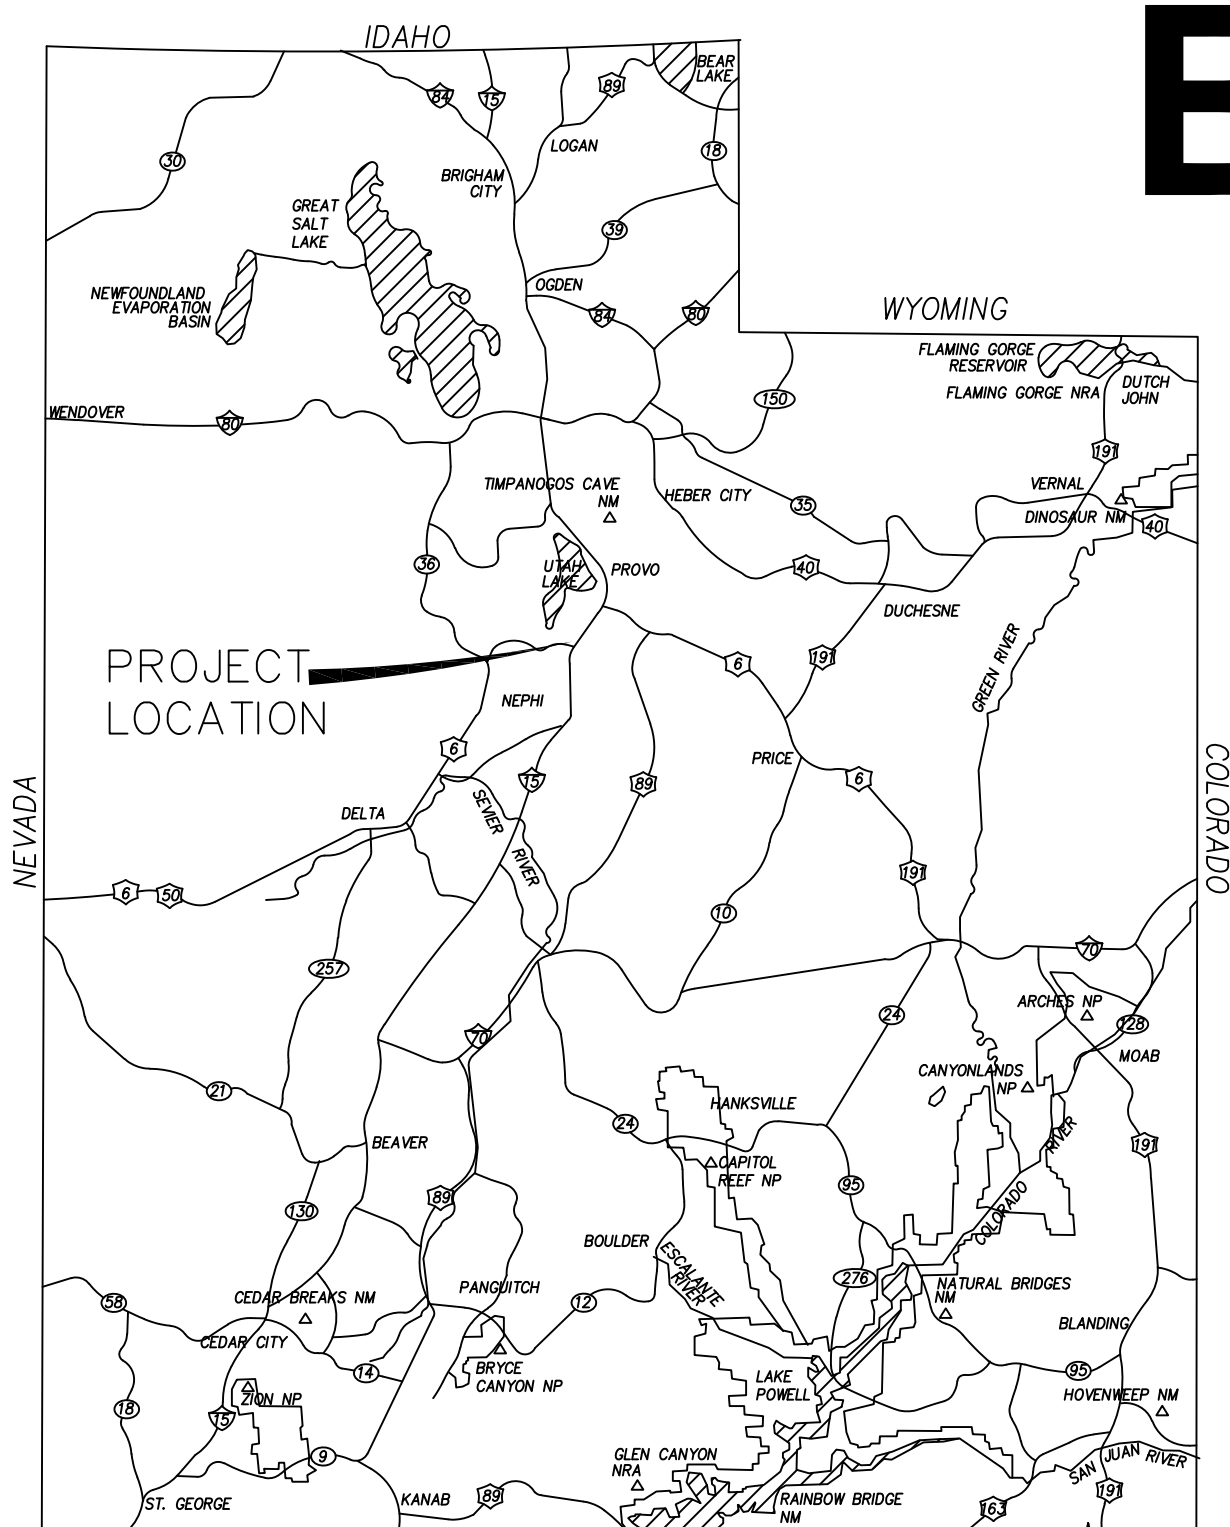 IDAHO
E
BEAR
LAKE
84
15
89
30
LOGAN
18
BRIGHAM
CITY
GREAT
SALT
LAKE
39
NEWFOUNDLAND
EVAPORATION
BASIN
OGDEN
84
80
WYOMING
FLAMING GORGE
RESERVOIR
FLAMING GORGE NRA
DUTCH
JOHN
WENDOVER
80
150
191
TIMPANOGOS CAVE
NM
HEBER CITY
35
VERNAL
DINOSAUR NM
40
36
UTAH
LAKE
PROVO
40
DUCHESNE
GREEN RIVER
PROJECT
LOCATION
6
191
NEPHI
6
15
89
PRICE
6
NEVADA
COLORADO
DELTA
SEVIER
RIVER
6
50
191
10
257
70
24
ARCHES NP
128
70
MOAB
21
CANYONLANDS
NP
HANKSVILLE
24
BEAVER
RIVER
191
CAPITOL
REEF NP
95
89
130
COLORADO
BOULDER
ESCALANTE
RIVER
276
NATURAL BRIDGES
NM
PANGUITCH
58
CEDAR BREAKS NM
12
BLANDING
CEDAR CITY
14
BRYCE
CANYON NP
95
LAKE
POWELL
HOVENWEEP NM
18
ZION NP
15
9
GLEN CANYON
NRA
SAN JUAN RIVER
ST. GEORGE
KANAB
89
RAINBOW BRIDGE
NM
163
191